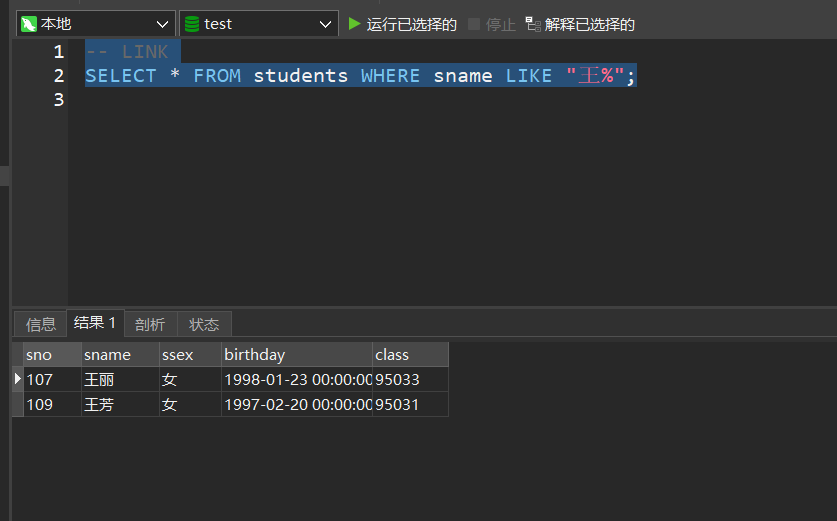 本地 test 运行已选择的 停止 解释已选择的
1 -- LINK
2 SELECT * FROM students WHERE sname LIKE "王%";
3
信息 结果 1 剖析 状态
sno sname ssex birthday class
107 王丽 女 1998-01-23 00:00:00 95033
109 王芳 女 1997-02-20 00:00:00 95031